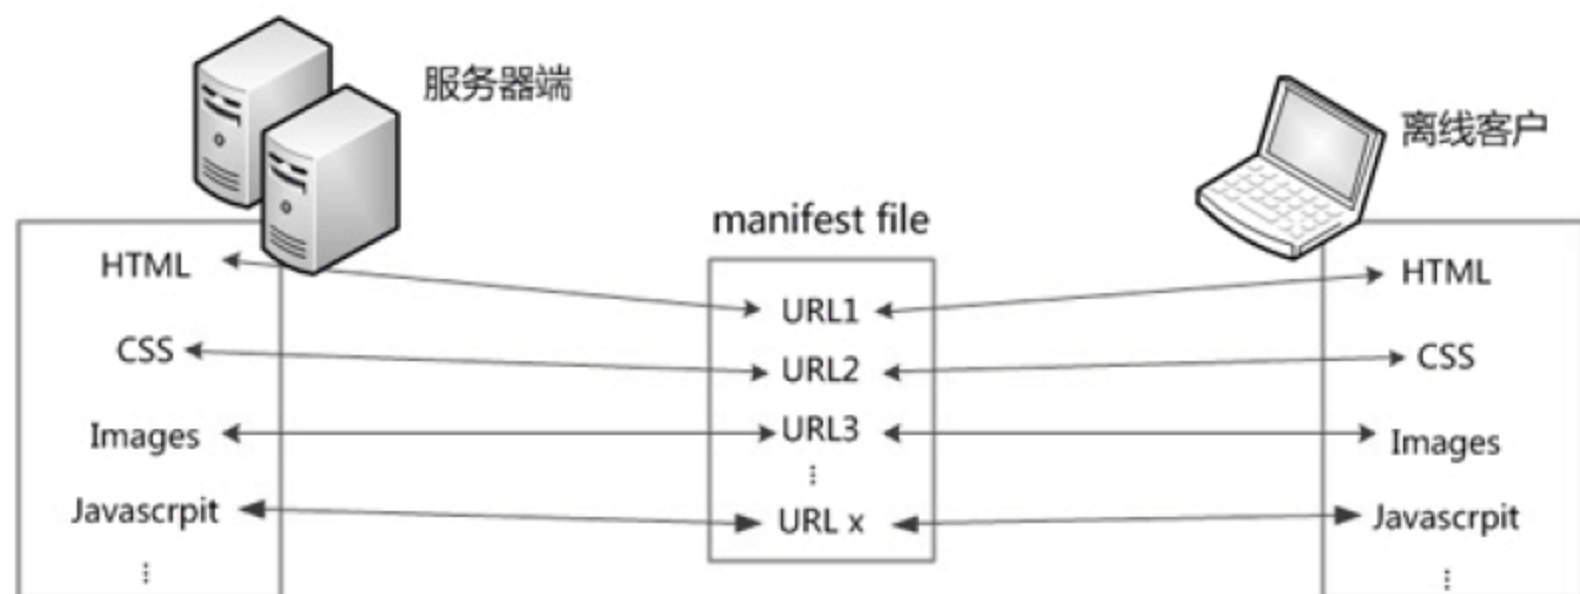 服务器端
离线客户
manifest file
HTML
CSS
Images
Javascrpit
⋮
URL1
URL2
URL3
⋮
URL x
HTML
CSS
Images
Javascrpit
⋮